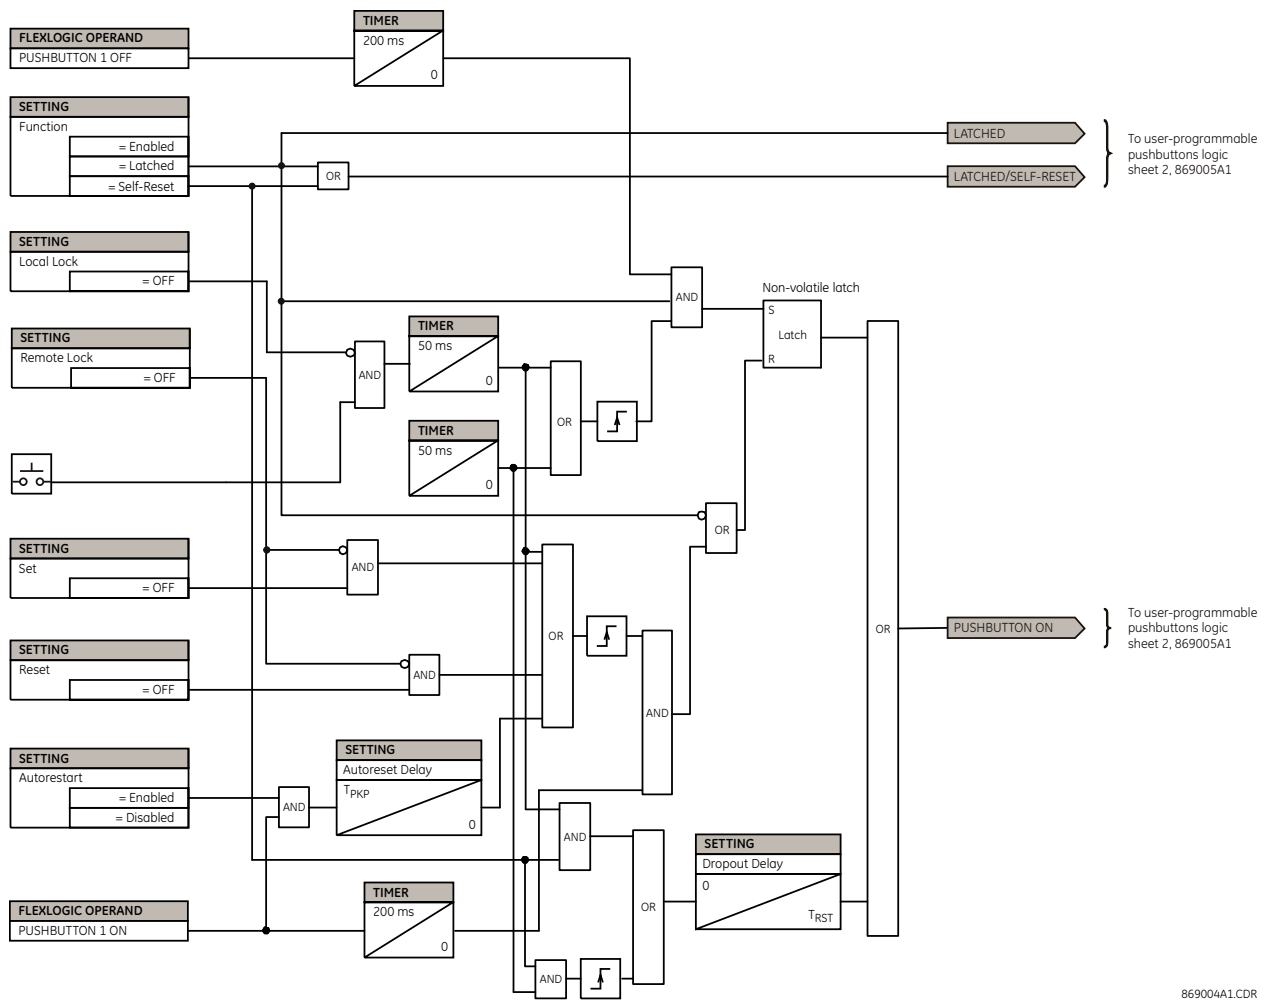 TIMER
200 ms
0
FLEXLOGIC OPERAND
PUSHBUTTON 1 OFF
SETTING
Function
= Enabled
= Latched
= Self-Reset
OR
LATCHED
LATCHED/SELF-RESET
To user-programmable
pushbuttons logic
sheet 2, 869005A1
SETTING
Local Lock
= OFF
SETTING
Remote Lock
= OFF
AND
TIMER
50 ms
0
TIMER
50 ms
0
OR
AND
Non-volatile latch
S
Latch
R
OR
SETTING
Set
= OFF
AND
SETTING
Reset
= OFF
AND
OR
AND
OR
PUSHBUTTON ON
To user-programmable
pushbuttons logic
sheet 2, 869005A1
SETTING
Autorestart
= Enabled
= Disabled
AND
SETTING
Autoreset Delay
TPKP
0
AND
OR
SETTING
Dropout Delay
0
TRST
FLEXLOGIC OPERAND
PUSHBUTTON 1 ON
TIMER
200 ms
0
AND
869004A1.CDR